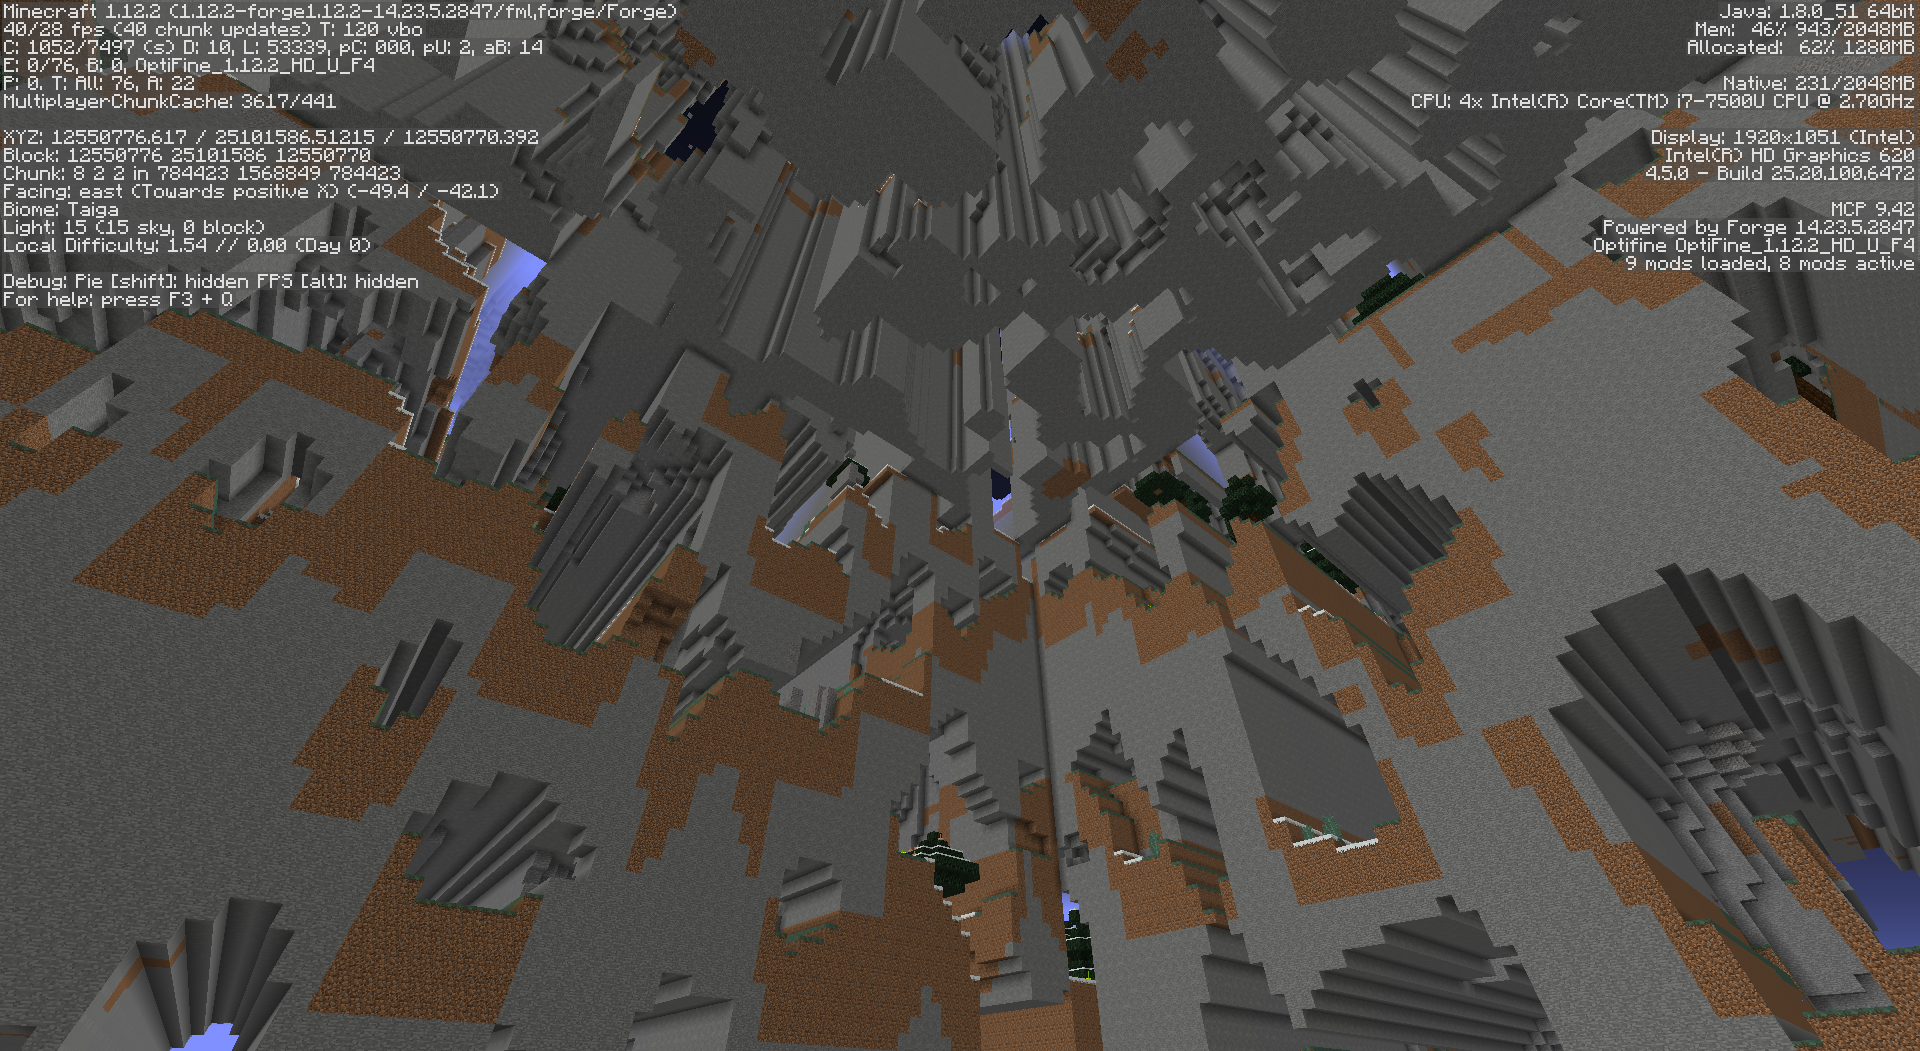 Minecraft 1.12.2 (1.12.2-forge1.12.2-14.23.5.2847/fml,forge/Forge)
40/28 fps (40 chunk updates) T: 120 vbo
C: 1052/7497 (s) D: 10, L: 53339, pC: 000, pU: 2, aB: 14
E: 0/76, B: 0, OptiFine_1.12.2_HD_U_F4
P: 0. T: All: 76, A: 22
MultiplayerChunkCache: 3617/441
XYZ: 12550776.617 / 25101586.51215 / 12550770.392
Block: 12550776 25101586 12550770
Chunk: 8 2 2 in 784423 1568849 784423
Facing: east (Towards positive X) (-49.4 / -42.1)
Biome: Taiga
Light: 15 (15 sky, 0 block)
Local Difficulty: 1.54 // 0.00 (Day 0)
Debug: Pie [shift]: hidden FPS [alt]: hidden
For help: press F3 + Q
Java: 1.8.0_51 64bit
Mem: 46% 943/2048MB
Allocated: 62% 1280MB
Native: 231/2048MB
CPU: 4x Intel(R) Core(TM) i7-7500U CPU @ 2.70GHz
Display: 1920x1051 (Intel)
Intel(R) HD Graphics 620
4.5.0 - Build 25.20.100.6472
MCP 9.42
Powered by Forge 14.23.5.2847
Optifine OptiFine_1.12.2_HD_U_F4
9 mods loaded, 8 mods active